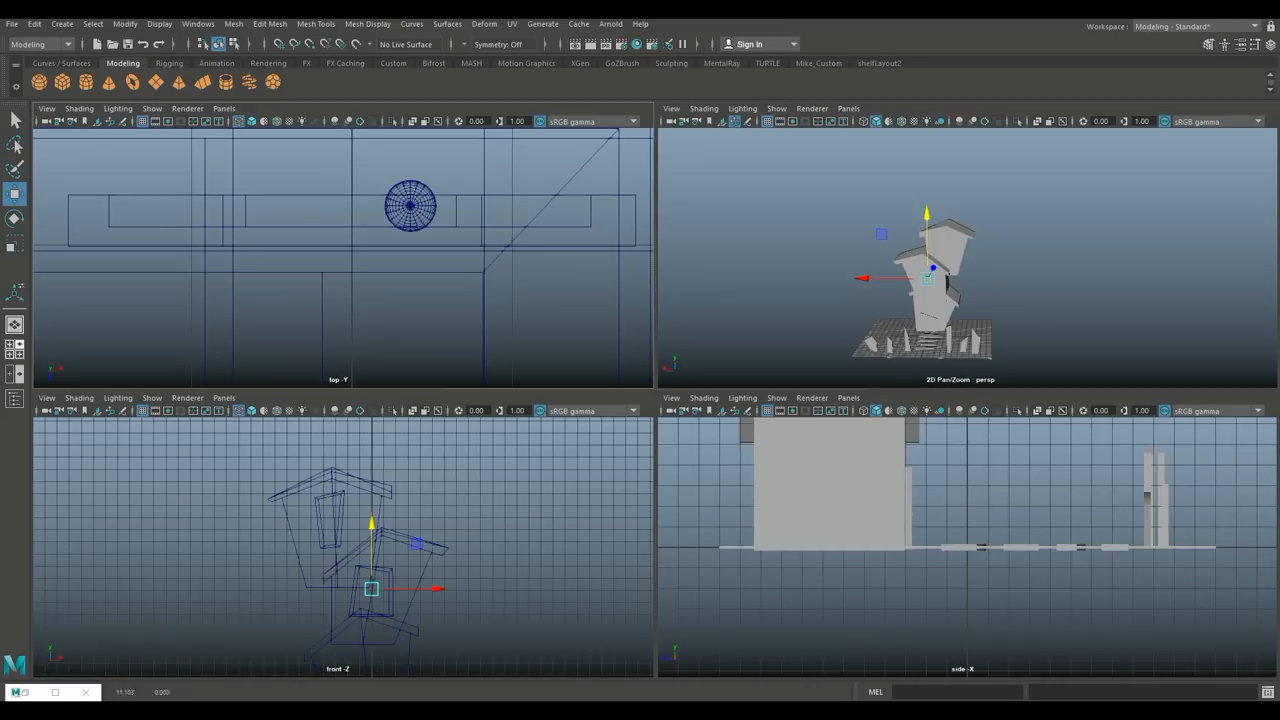 File Edit Create Select Modify Display Windows Mesh Edit Mesh Mesh Tools Mesh Display Curves Surfaces Deform UV Generate Cache Arnold Help
Workspace : Modeling - Standard*
Modeling No Live Surface Symmetry: Off Sign In
Curves / Surfaces Modeling Rigging Animation Rendering FX FX Caching Custom Bifrost MASH Motion Graphics XGen GoZBrush Sculpting MentalRay TURTLE Mike_Custom shelfLayout2
View Shading Lighting Show Renderer Panels
0.00 1.00 sRGB gamma
top -Y
View Shading Lighting Show Renderer Panels
0.00 1.00 sRGB gamma
2D Pan/Zoom : persp
View Shading Lighting Show Renderer Panels
0.00 1.00 sRGB gamma
front -Z
View Shading Lighting Show Renderer Panels
0.00 1.00 sRGB gamma
side -X
0.000 MEL